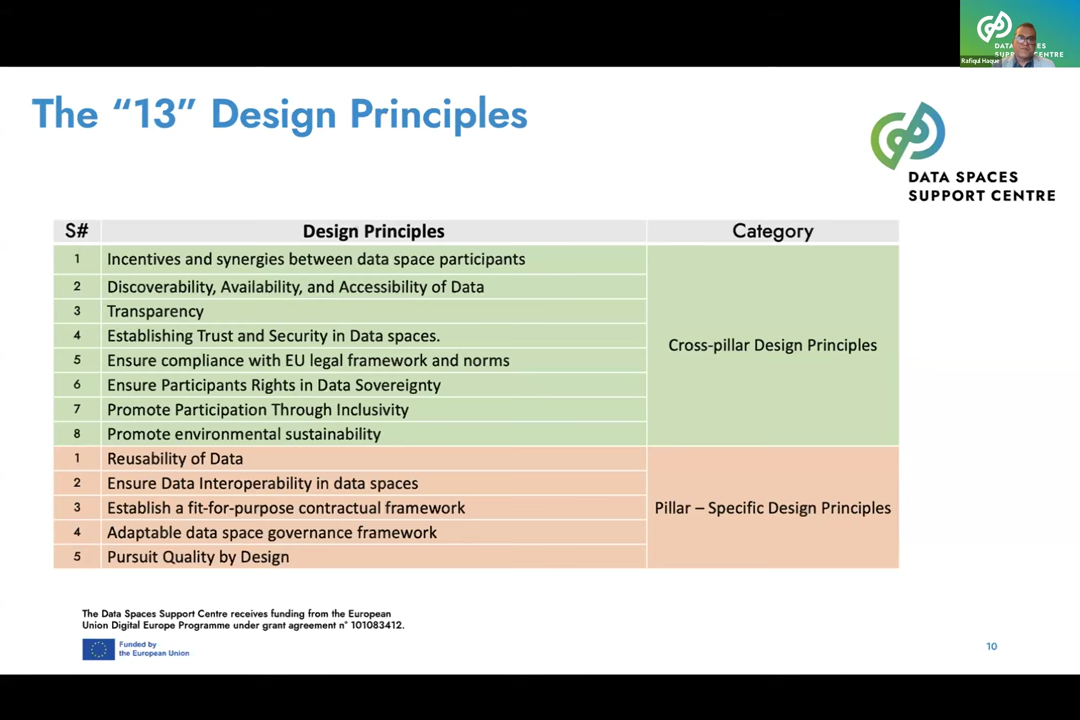 DATA SPACES
SUPPORT CENTRE
Rafiqul Haque
The “13” Design Principles
DATA SPACES
SUPPORT CENTRE
S# Design Principles Category
1 Incentives and synergies between data space participants
2 Discoverability, Availability, and Accessibility of Data
3 Transparency
4 Establishing Trust and Security in Data spaces.
5 Ensure compliance with EU legal framework and norms
6 Ensure Participants Rights in Data Sovereignty
7 Promote Participation Through Inclusivity
8 Promote environmental sustainability
Cross-pillar Design Principles
1 Reusability of Data
2 Ensure Data Interoperability in data spaces
3 Establish a fit-for-purpose contractual framework
4 Adaptable data space governance framework
5 Pursuit Quality by Design
Pillar – Specific Design Principles
The Data Spaces Support Centre receives funding from the European
Union Digital Europe Programme under grant agreement n° 101083412.
Funded by
the European Union
10